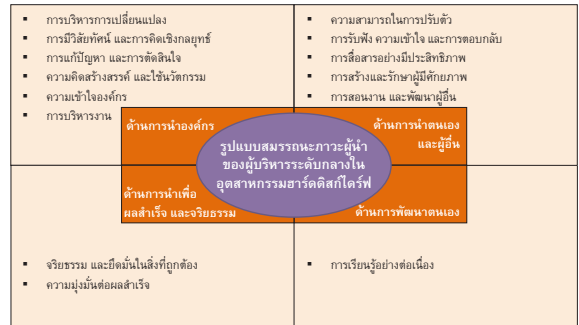 ▪ การบริหารการเปลี่ยนแปลง
▪ การมีวิสัยทัศน์ และการคิดเชิงกลยุทธ์
▪ การแก้ปัญหา และการตัดสินใจ
▪ ความคิดสร้างสรรค์ และใช้นวัตกรรม
▪ ความเข้าใจองค์กร
▪ การบริหารงาน
▪ ความสามารถในการปรับตัว
▪ การรับฟัง ความเข้าใจ และการตอบกลับ
▪ การสื่อสารอย่างมีประสิทธิภาพ
▪ การสร้างและรักษาผู้มีศักยภาพ
▪ การสอนงาน และพัฒนาผู้อื่น
ด้านการนำองค์กร
ด้านการนำตนเอง
และผู้อื่น
รูปแบบสมรรถนะภาวะผู้นำ
ของผู้บริหารระดับกลางใน
อุตสาหกรรมฮาร์ดดิสก์ไดร์ฟ
ด้านการนำเพื่อ
ผลสำเร็จ และจริยธรรม
ด้านการพัฒนาตนเอง
▪ จริยธรรม และยึดมั่นในสิ่งที่ถูกต้อง
▪ ความมุ่งมั่นต่อผลสำเร็จ
▪ การเรียนรู้อย่างต่อเนื่อง